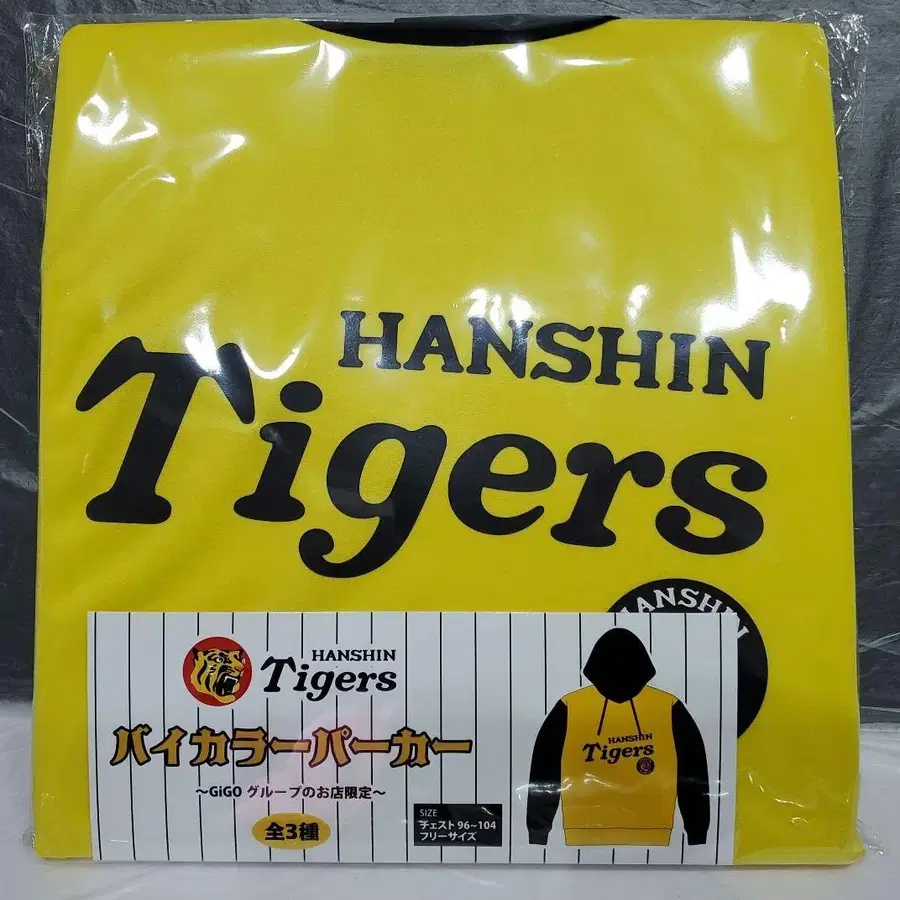 HANSHIN
Tigers
HANSHIN
HANSHIN
Tigers
バイカラーパーカー
～GiGO グループのお店限定～
全3種
HANSHIN
Tigers
SIZE
チェスト 96~104
フリーサイズ